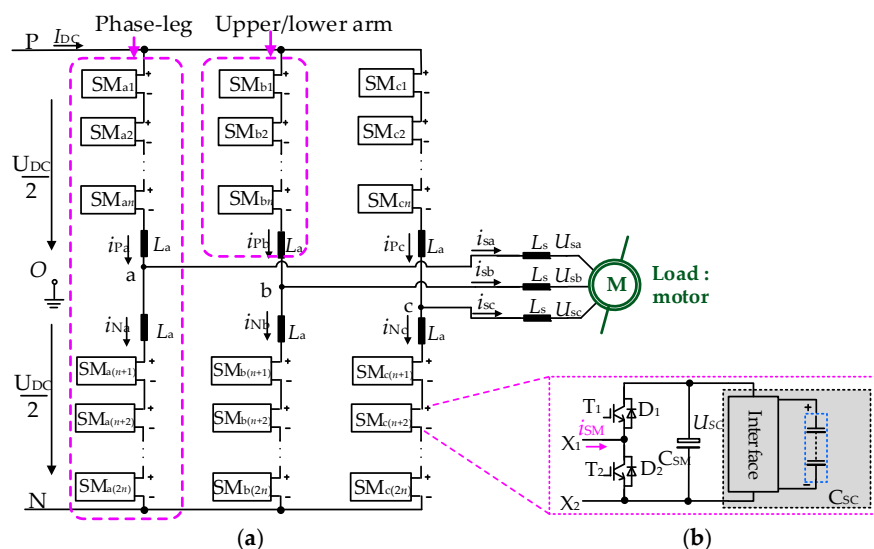 Phase-leg Upper/lower arm
P IDC
SMa1 + - SMb1 + - SMc1 + -
SMa2 + - SMb2 + - SMc2 + -
UDC/2
SMan + - SMbn + - SMcn + -
iPa La iPb La iPc La isa Ls Usa
O a isb Ls Usb M Load :
b motor
c isc Ls Usc
iNa La iNb La iNc La
SMa(n+1) + - SMb(n+1) + - SMc(n+1) + -
UDC/2
SMa(n+2) + - SMb(n+2) + - SMc(n+2) + -
SMa(2n) + - SMb(2n) + - SMc(2n) + -
N
T1 D1
iSM USC
X1 CSM Interface + -
T2 D2
X2 CSC
(a) (b)